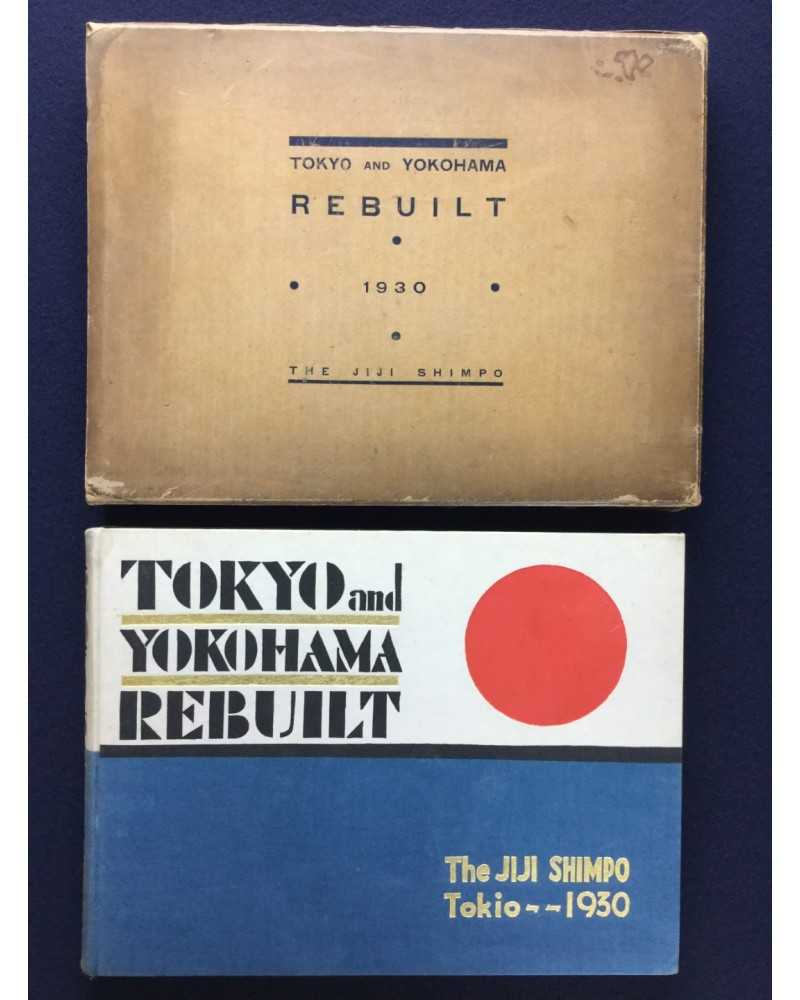 TOKYO AND YOKOHAMA
REBUILT
1930
THE JIJI SHIMPO
TOKYO and
YOKOHAMA
REBUILT
The JIJI SHIMPO
Tokio--1930